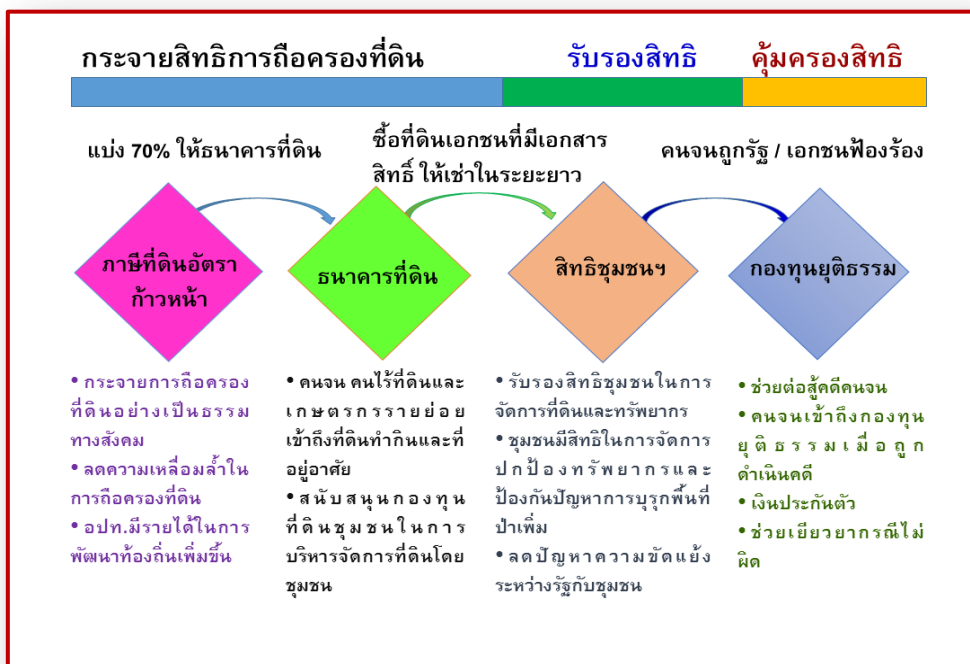 กระจายสิทธิการถือครองที่ดิน
รับรองสิทธิ
คุ้มครองสิทธิ
แบ่ง 70% ให้ธนาคารที่ดิน
ซื้อที่ดินเอกชนที่มีเอกสาร
สิทธิ์ ให้เช่าในระยะยาว
คนจนถูกรัฐ / เอกชนฟ้องร้อง
ภาษีที่ดินอัตรา
ก้าวหน้า
ธนาคารที่ดิน
สิทธิชุมชนฯ
กองทุนยุติธรรม
• กระจายการถือครอง
ที่ดินอย่างเป็นธรรม
ทางสังคม
• ลดความเหลื่อมล้ำใน
การถือครองที่ดิน
• อปท.มีรายได้ในการ
พัฒนาท้องถิ่นเพิ่มขึ้น
• คนจน คนไร้ที่ดินและ
เกษตรกรรายย่อย
เข้าถึงที่ดินทำกินและที่
อยู่อาศัย
• สนับสนุนกองทุน
ที่ดินชุมชนในการ
บริหารจัดการที่ดินโดย
ชุมชน
• รับรองสิทธิชุมชนในการ
จัดการที่ดินและทรัพยากร
• ชุมชนมีสิทธิในการจัดการ
ปกป้องทรัพยากรและ
ป้องกันปัญหาการบุรุกพื้นที่
ป่าเพิ่ม
• ลดปัญหาความขัดแย้ง
ระหว่างรัฐกับชุมชน
• ช่วยต่อสู้คดีคนจน
• คนจนเข้าถึงกองทุน
ยุติธรรมเมื่อถูก
ดำเนินคดี
• เงินประกันตัว
• ช่วยเยียวยากรณีไม่
ผิด